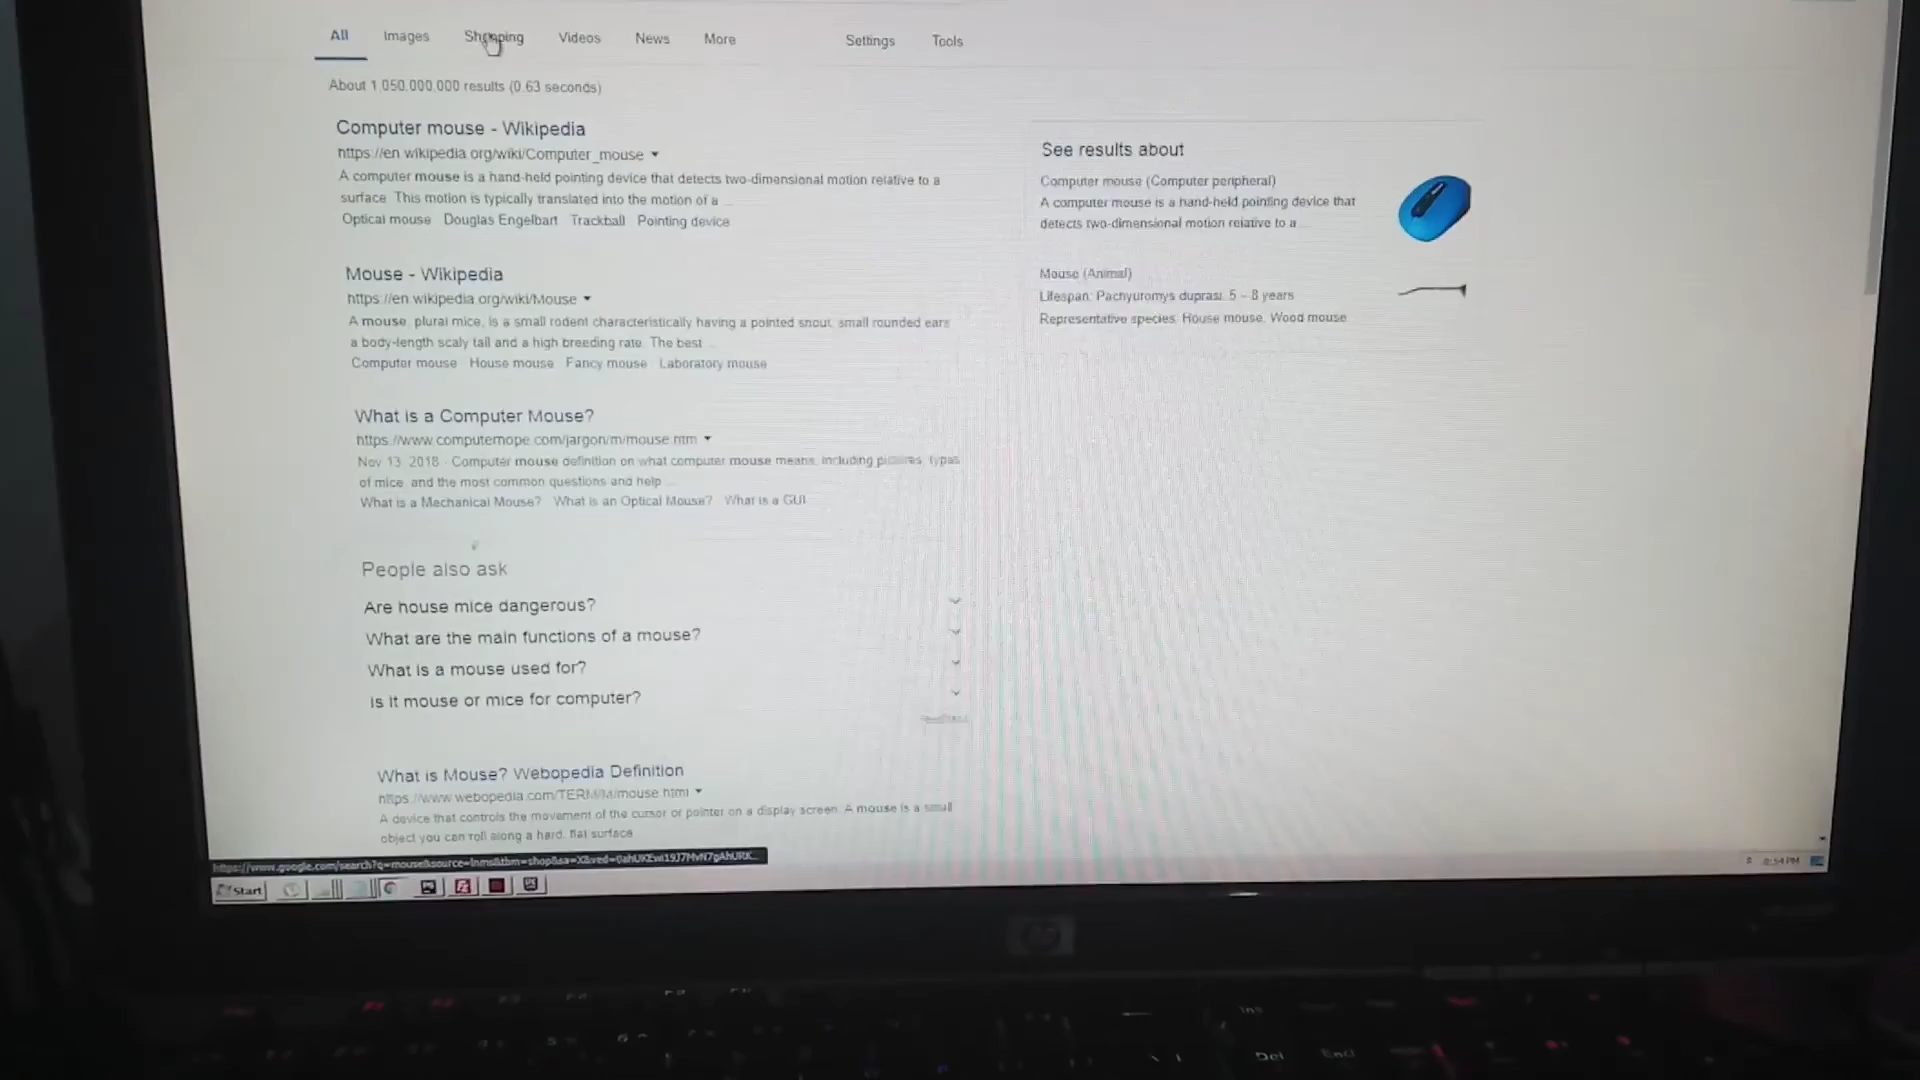 All Images Shopping Videos News More Settings Tools
About 1,050,000,000 results (0.63 seconds)
Computer mouse - Wikipedia
https://en.wikipedia.org/wiki/Computer_mouse
A computer mouse is a hand-held pointing device that detects two-dimensional motion relative to a
surface. This motion is typically translated into the motion of a ...
Optical mouse Douglas Engelbart Trackball Pointing device
Mouse - Wikipedia
https://en.wikipedia.org/wiki/Mouse
A mouse, plural mice, is a small rodent characteristically having a pointed snout, small rounded ears,
a body-length scaly tail and a high breeding rate. The best ...
Computer mouse House mouse Fancy mouse Laboratory mouse
What is a Computer Mouse?
https://www.computerhope.com/jargon/m/mouse.htm
Nov 13, 2018 - Computer mouse definition on what computer mouse means, including pictures, types
of mice, and the most common questions and help ...
What is a Mechanical Mouse? What is an Optical Mouse? What is a GUI
People also ask
Are house mice dangerous?
What are the main functions of a mouse?
What is a mouse used for?
Is it mouse or mice for computer?
Feedback
What is Mouse? Webopedia Definition
https://www.webopedia.com/TERM/M/mouse.html
A device that controls the movement of the cursor or pointer on a display screen. A mouse is a small
object you can roll along a hard, flat surface
See results about
Computer mouse (Computer peripheral)
A computer mouse is a hand-held pointing device that
detects two-dimensional motion relative to a ...
Mouse (Animal)
Lifespan: Pachyuromys duprasi: 5 – 8 years
Representative species: House mouse, Wood mouse
Start
hp
Ins
Del End